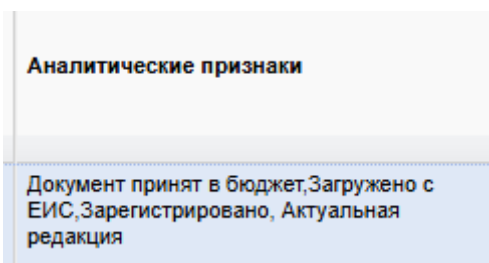 Аналитические признаки
Документ принят в бюджет,Загружено с
ЕИС,Зарегистрировано, Актуальная
редакция